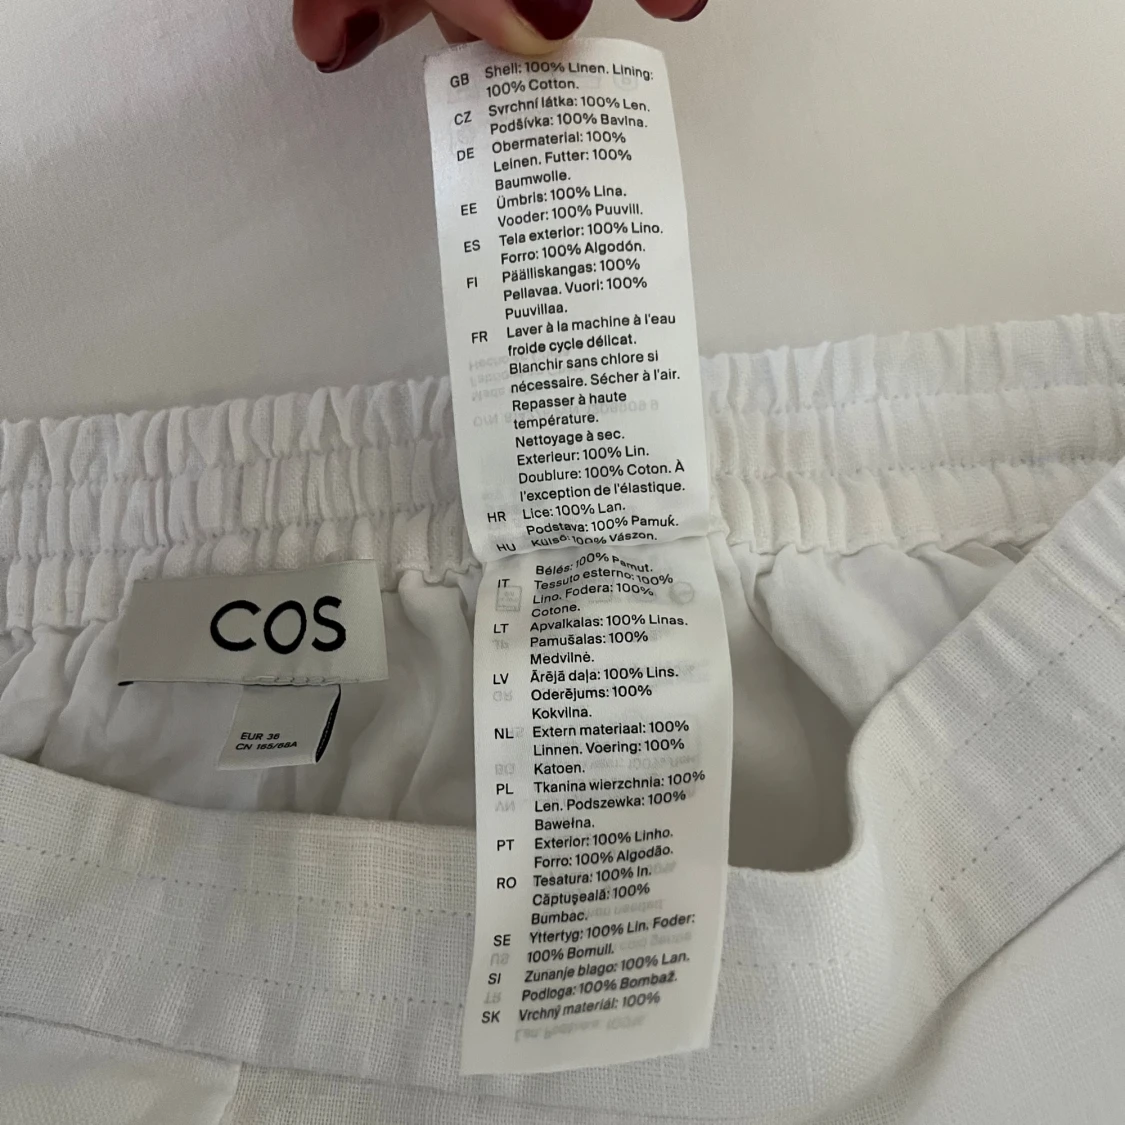 GB Shell: 100% Linen. Lining:
100% Cotton.
CZ Svrchní látka: 100% Len.
Podšívka: 100% Bavlna.
DE Obermaterial: 100%
Leinen. Futter: 100%
Baumwolle.
EE Ümbris: 100% Lina.
Vooder: 100% Puuvill.
ES Tela exterior: 100% Lino.
Forro: 100% Algodón.
FI Päälliskangas: 100%
Pellavaa. Vuori: 100%
Puuvillaa.
FR Laver à la machine à l'eau
froide cycle délicat.
Blanchir sans chlore si
nécessaire. Sécher à l'air.
Repasser à haute
température.
Nettoyage à sec.
Exterieur: 100% Lin.
Doublure: 100% Coton. À
l'exception de l'élastique.
HR Lice: 100% Lan.
Podstava: 100% Pamuk.
HU Külső: 100% Vászon.
Bélés: 100% Pamut.
IT Tessuto esterno: 100%
Lino. Fodera: 100%
Cotone.
LT Apvalkalas: 100% Linas.
Pamušalas: 100%
Medvilnė.
LV Ārējā daļa: 100% Lins.
Oderējums: 100%
Kokvilna.
NL Extern materiaal: 100%
Linnen. Voering: 100%
Katoen.
PL Tkanina wierzchnia: 100%
Len. Podszewka: 100%
Bawełna.
PT Exterior: 100% Linho.
Forro: 100% Algodão.
RO Tesatura: 100% In.
Căptuşeală: 100%
Bumbac.
SE Yttertyg: 100% Lin. Foder:
100% Bomull.
SI Zunanje blago: 100% Lan.
Podloga: 100% Bombaž.
SK Vrchný materiál: 100%
COS
EUR 36
CN 165/68A